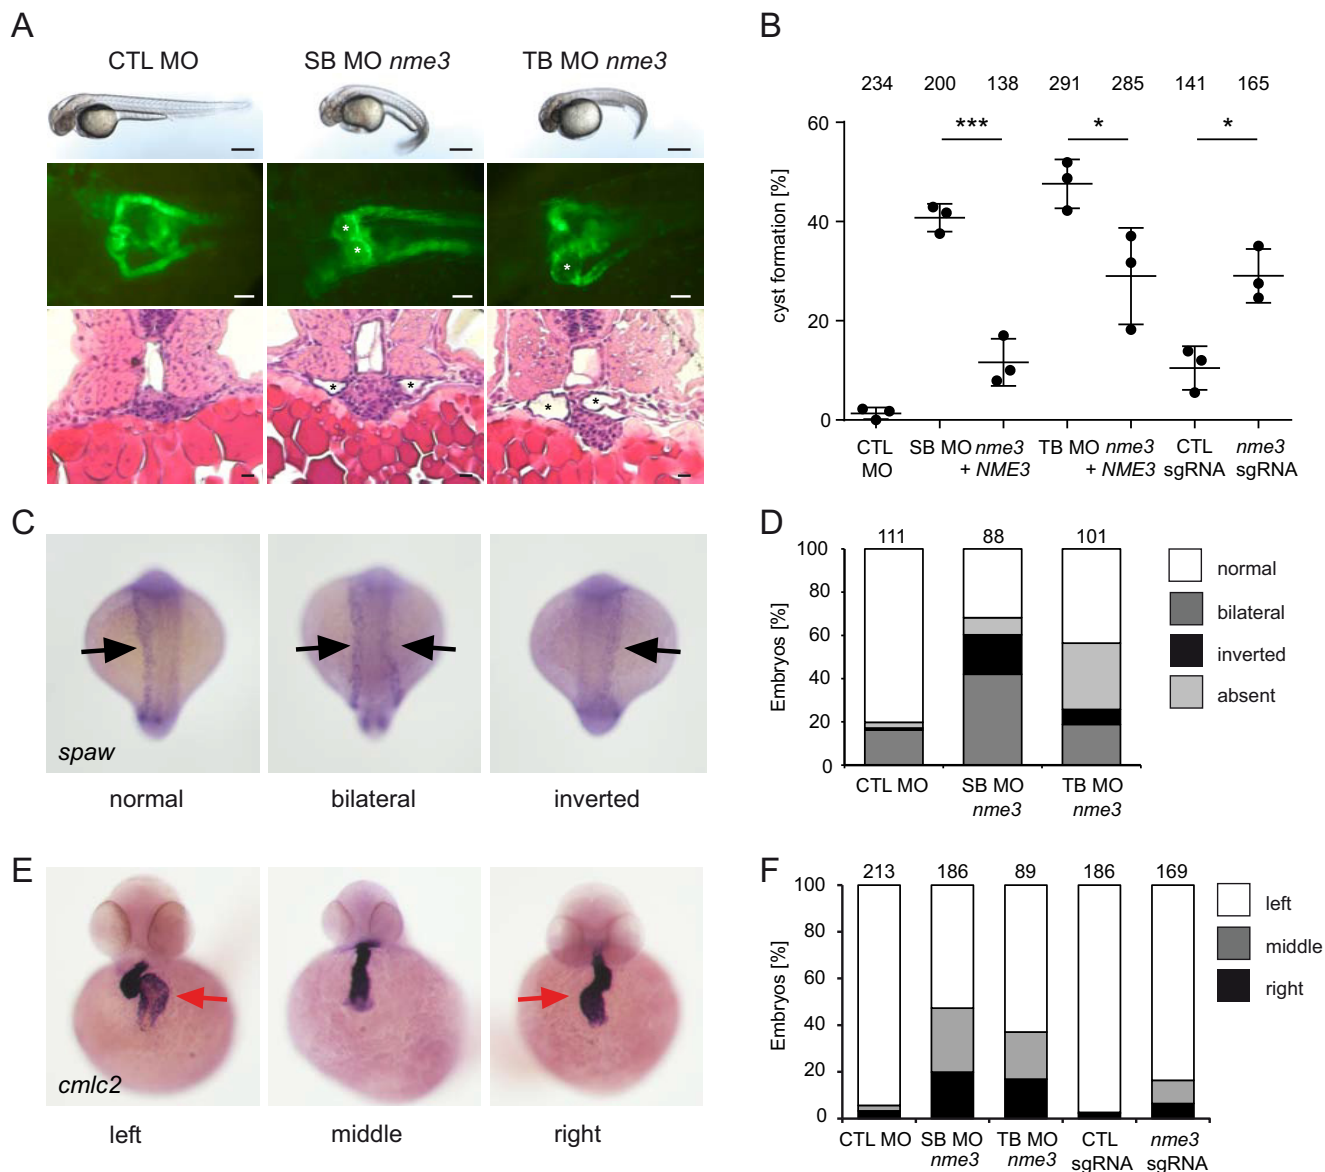 A
CTL MO
SB MO nme3
TB MO nme3
*
*
*
*
*
*
*
B
234 200 138 291 285 141 165
*** * *
cyst formation [%]
60
40
20
0
CTL MO
SB MO nme3 + NME3
TB MO nme3 + NME3
CTL sgRNA
nme3 sgRNA
C
spaw
normal
bilateral
inverted
D
111 88 101
Embryos [%]
100
80
60
40
20
0
CTL MO
SB MO nme3
TB MO nme3
normal
bilateral
inverted
absent
E
cmlc2
left
middle
right
F
213 186 89 186 169
Embryos [%]
100
80
60
40
20
0
CTL MO
SB MO nme3
TB MO nme3
CTL sgRNA
nme3 sgRNA
left
middle
right